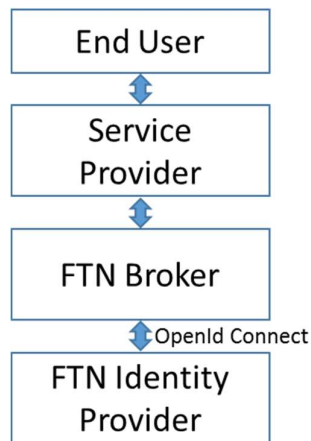 End User
Service
Provider
FTN Broker
OpenId Connect
FTN Identity
Provider